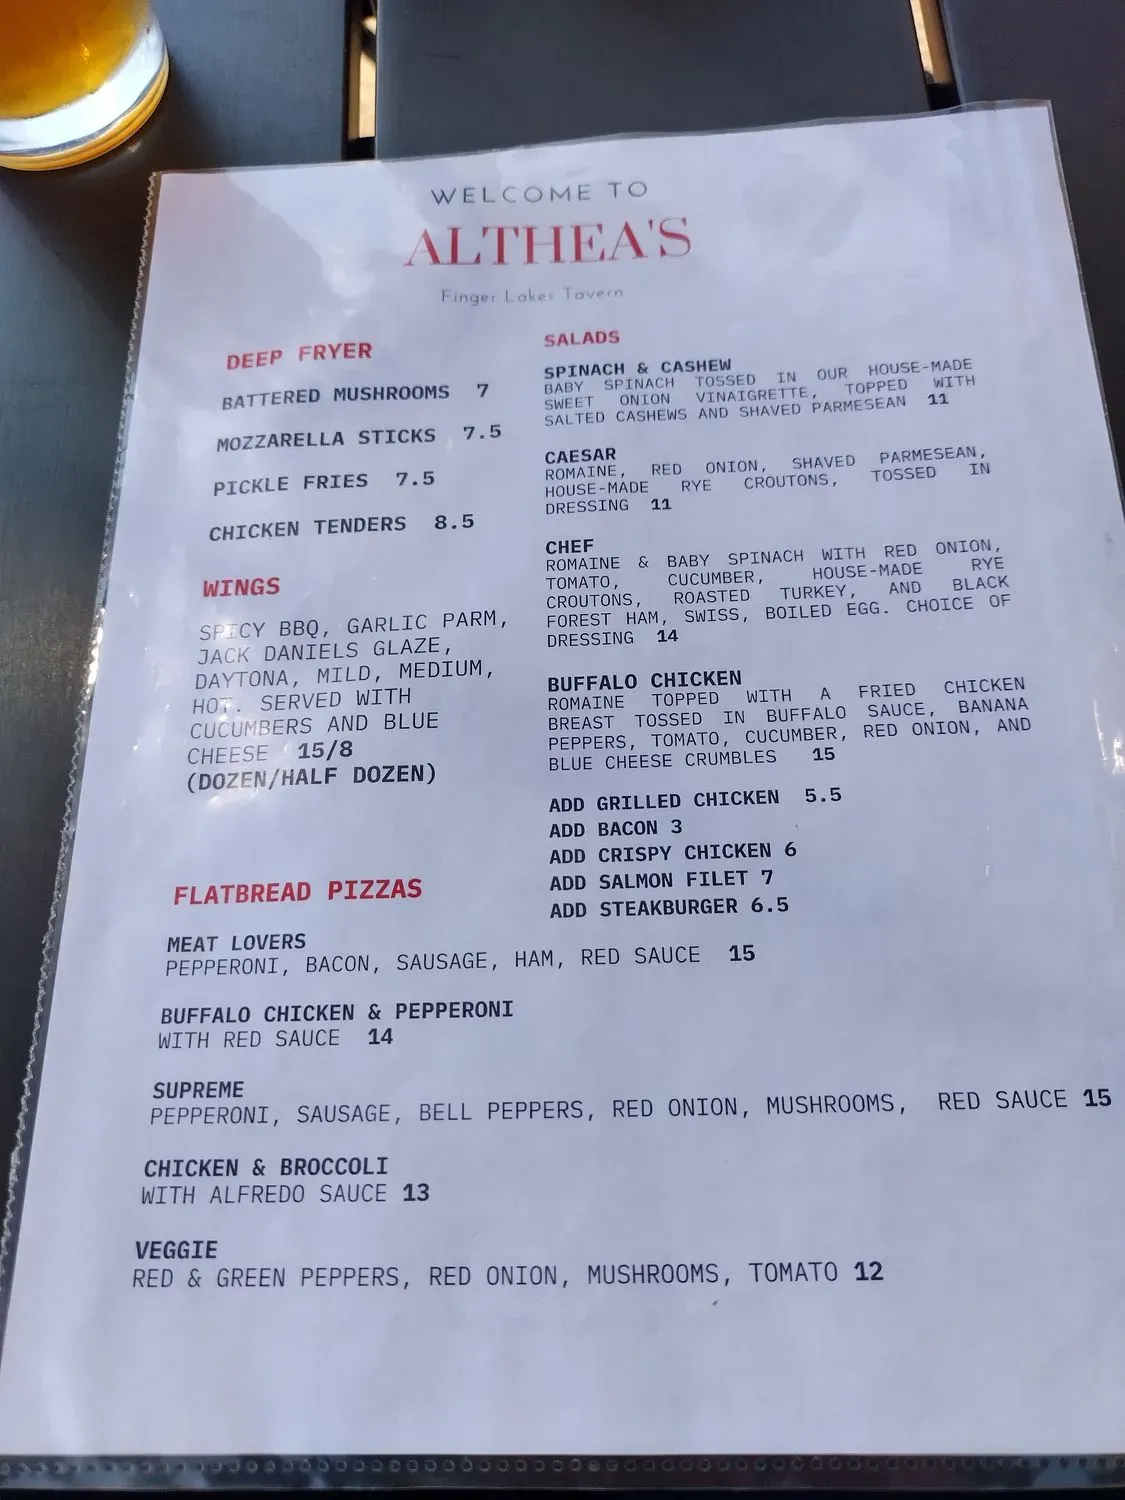 WELCOME TO
ALTHEA'S
Finger Lakes Tavern
DEEP FRYER
BATTERED MUSHROOMS 7
MOZZARELLA STICKS 7.5
PICKLE FRIES 7.5
CHICKEN TENDERS 8.5
WINGS
SPICY BBQ, GARLIC PARM,
JACK DANIELS GLAZE,
DAYTONA, MILD, MEDIUM,
HOT. SERVED WITH
CUCUMBERS AND BLUE
CHEESE 15/8
(DOZEN/HALF DOZEN)
SALADS
SPINACH & CASHEW
BABY SPINACH TOSSED IN OUR HOUSE-MADE
SWEET ONION VINAIGRETTE, TOPPED WITH
SALTED CASHEWS AND SHAVED PARMESEAN 11
CAESAR
ROMAINE, RED ONION, SHAVED PARMESEAN,
HOUSE-MADE RYE CROUTONS, TOSSED IN
DRESSING 11
CHEF
ROMAINE & BABY SPINACH WITH RED ONION,
TOMATO, CUCUMBER, HOUSE-MADE RYE
CROUTONS, ROASTED TURKEY, AND BLACK
FOREST HAM, SWISS, BOILED EGG. CHOICE OF
DRESSING 14
BUFFALO CHICKEN
ROMAINE TOPPED WITH A FRIED CHICKEN
BREAST TOSSED IN BUFFALO SAUCE, BANANA
PEPPERS, TOMATO, CUCUMBER, RED ONION, AND
BLUE CHEESE CRUMBLES 15
ADD GRILLED CHICKEN 5.5
ADD BACON 3
ADD CRISPY CHICKEN 6
ADD SALMON FILET 7
ADD STEAKBURGER 6.5
FLATBREAD PIZZAS
MEAT LOVERS
PEPPERONI, BACON, SAUSAGE, HAM, RED SAUCE 15
BUFFALO CHICKEN & PEPPERONI
WITH RED SAUCE 14
SUPREME
PEPPERONI, SAUSAGE, BELL PEPPERS, RED ONION, MUSHROOMS, RED SAUCE 15
CHICKEN & BROCCOLI
WITH ALFREDO SAUCE 13
VEGGIE
RED & GREEN PEPPERS, RED ONION, MUSHROOMS, TOMATO 12